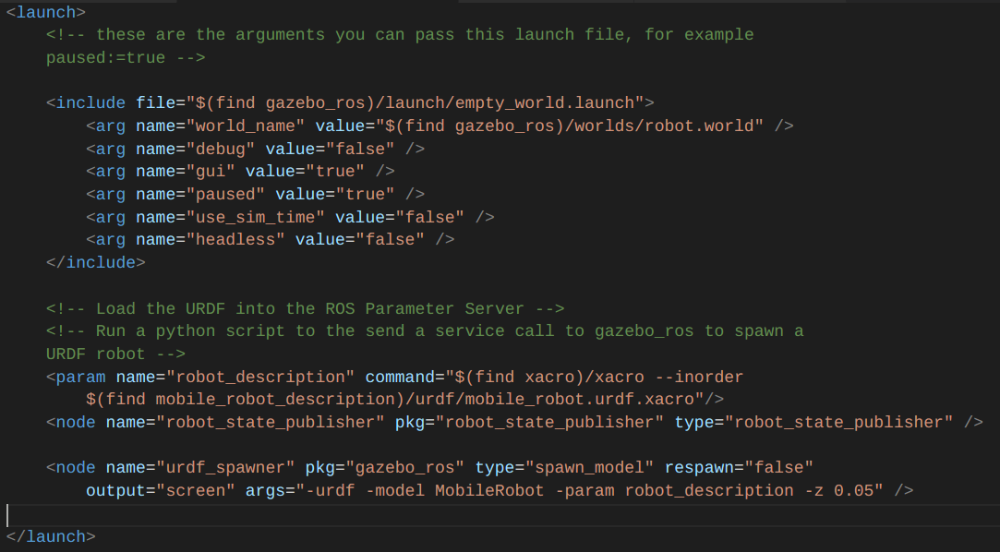 <launch>
    <!-- these are the arguments you can pass this launch file, for example
    paused:=true -->

    <include file="$(find gazebo_ros)/launch/empty_world.launch">
        <arg name="world_name" value="$(find gazebo_ros)/worlds/robot.world" />
        <arg name="debug" value="false" />
        <arg name="gui" value="true" />
        <arg name="paused" value="true" />
        <arg name="use_sim_time" value="false" />
        <arg name="headless" value="false" />
    </include>

    <!-- Load the URDF into the ROS Parameter Server -->
    <!-- Run a python script to the send a service call to gazebo_ros to spawn a
    URDF robot -->
    <param name="robot_description" command="$(find xacro)/xacro --inorder
        $(find mobile_robot_description)/urdf/mobile_robot.urdf.xacro"/>
    <node name="robot_state_publisher" pkg="robot_state_publisher" type="robot_state_publisher" />

    <node name="urdf_spawner" pkg="gazebo_ros" type="spawn_model" respawn="false"
        output="screen" args="-urdf -model MobileRobot -param robot_description -z 0.05" />

</launch>